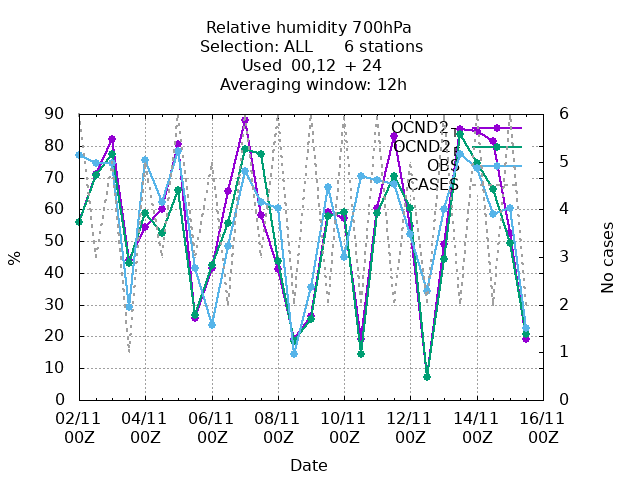 Relative humidity 700hPa
Selection: ALL 6 stations
Used 00,12 + 24
Averaging window: 12h
90
80
70
60
50
40
30
20
10
0
%
6
5
4
3
2
1
0
No cases
OCND2-
OCND2
OBS
CASES
02/11 04/11 06/11 08/11 10/11 12/11 14/11 16/11
00Z 00Z 00Z 00Z 00Z 00Z 00Z 00Z
Date